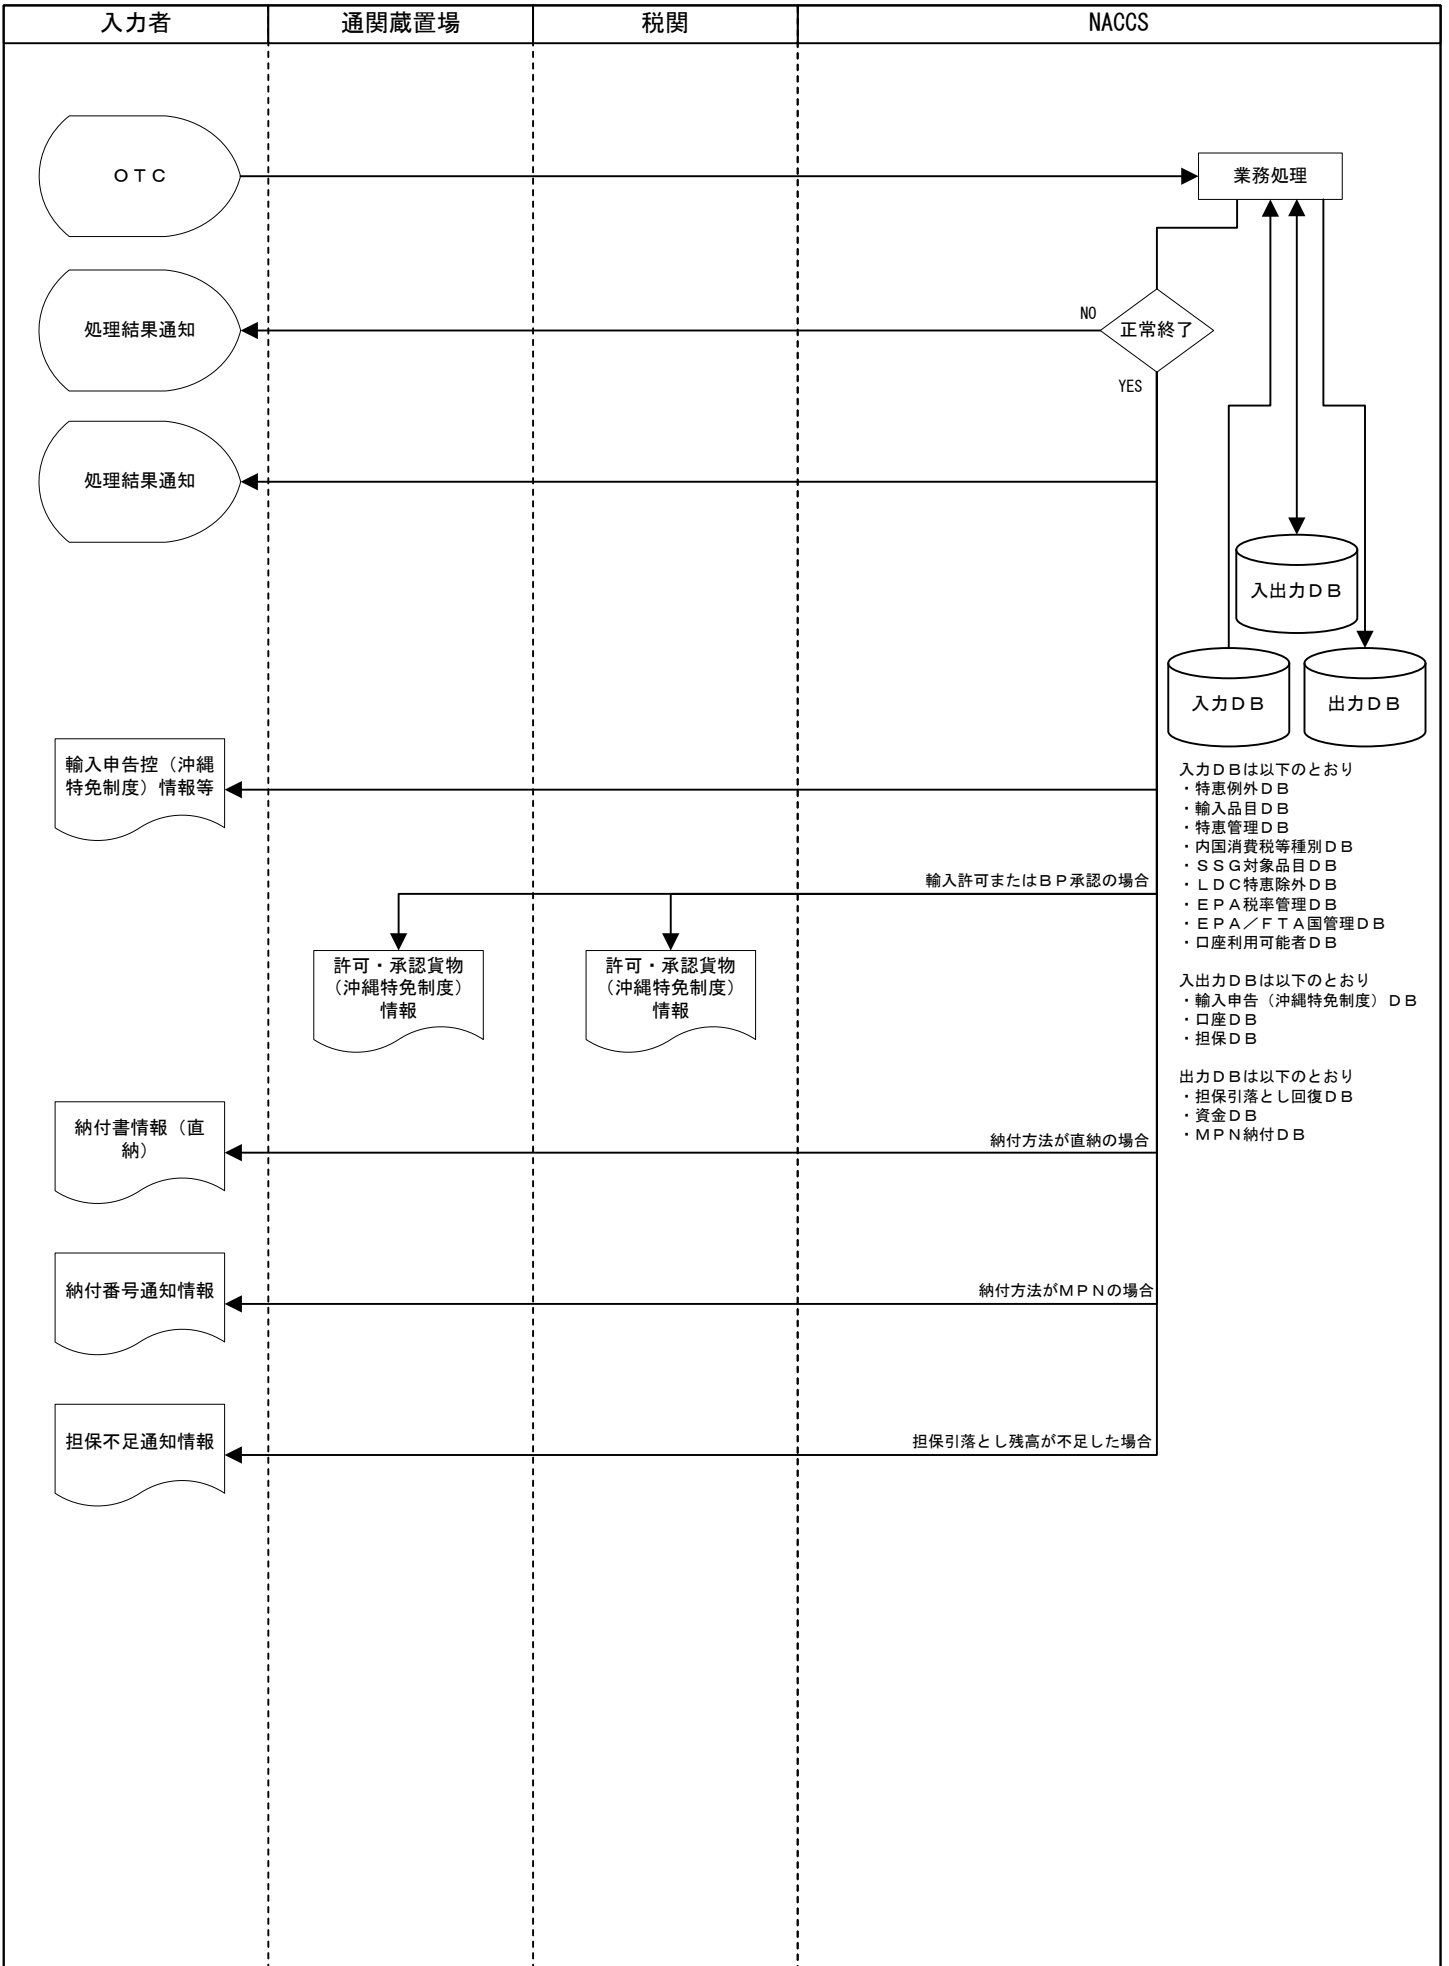 入力者
通関蔵置場
税関
NACCS
ＯＴＣ
業務処理
処理結果通知
NO
正常終了
YES
処理結果通知
入出力ＤＢ
入力ＤＢ
出力ＤＢ
輸入申告控（沖縄
特免制度）情報等
入力ＤＢは以下のとおり
・特恵例外ＤＢ
・輸入品目ＤＢ
・特恵管理ＤＢ
・内国消費税等種別ＤＢ
・ＳＳＧ対象品目ＤＢ
・ＬＤＣ特恵除外ＤＢ
・ＥＰＡ税率管理ＤＢ
・ＥＰＡ／ＦＴＡ国管理ＤＢ
・口座利用可能者ＤＢ
入出力ＤＢは以下のとおり
・輸入申告（沖縄特免制度）ＤＢ
・口座ＤＢ
・担保ＤＢ
出力ＤＢは以下のとおり
・担保引落とし回復ＤＢ
・資金ＤＢ
・ＭＰＮ納付ＤＢ
輸入許可またはＢＰ承認の場合
許可・承認貨物
（沖縄特免制度）
情報
許可・承認貨物
（沖縄特免制度）
情報
納付書情報（直
納）
納付方法が直納の場合
納付番号通知情報
納付方法がＭＰＮの場合
担保不足通知情報
担保引落とし残高が不足した場合